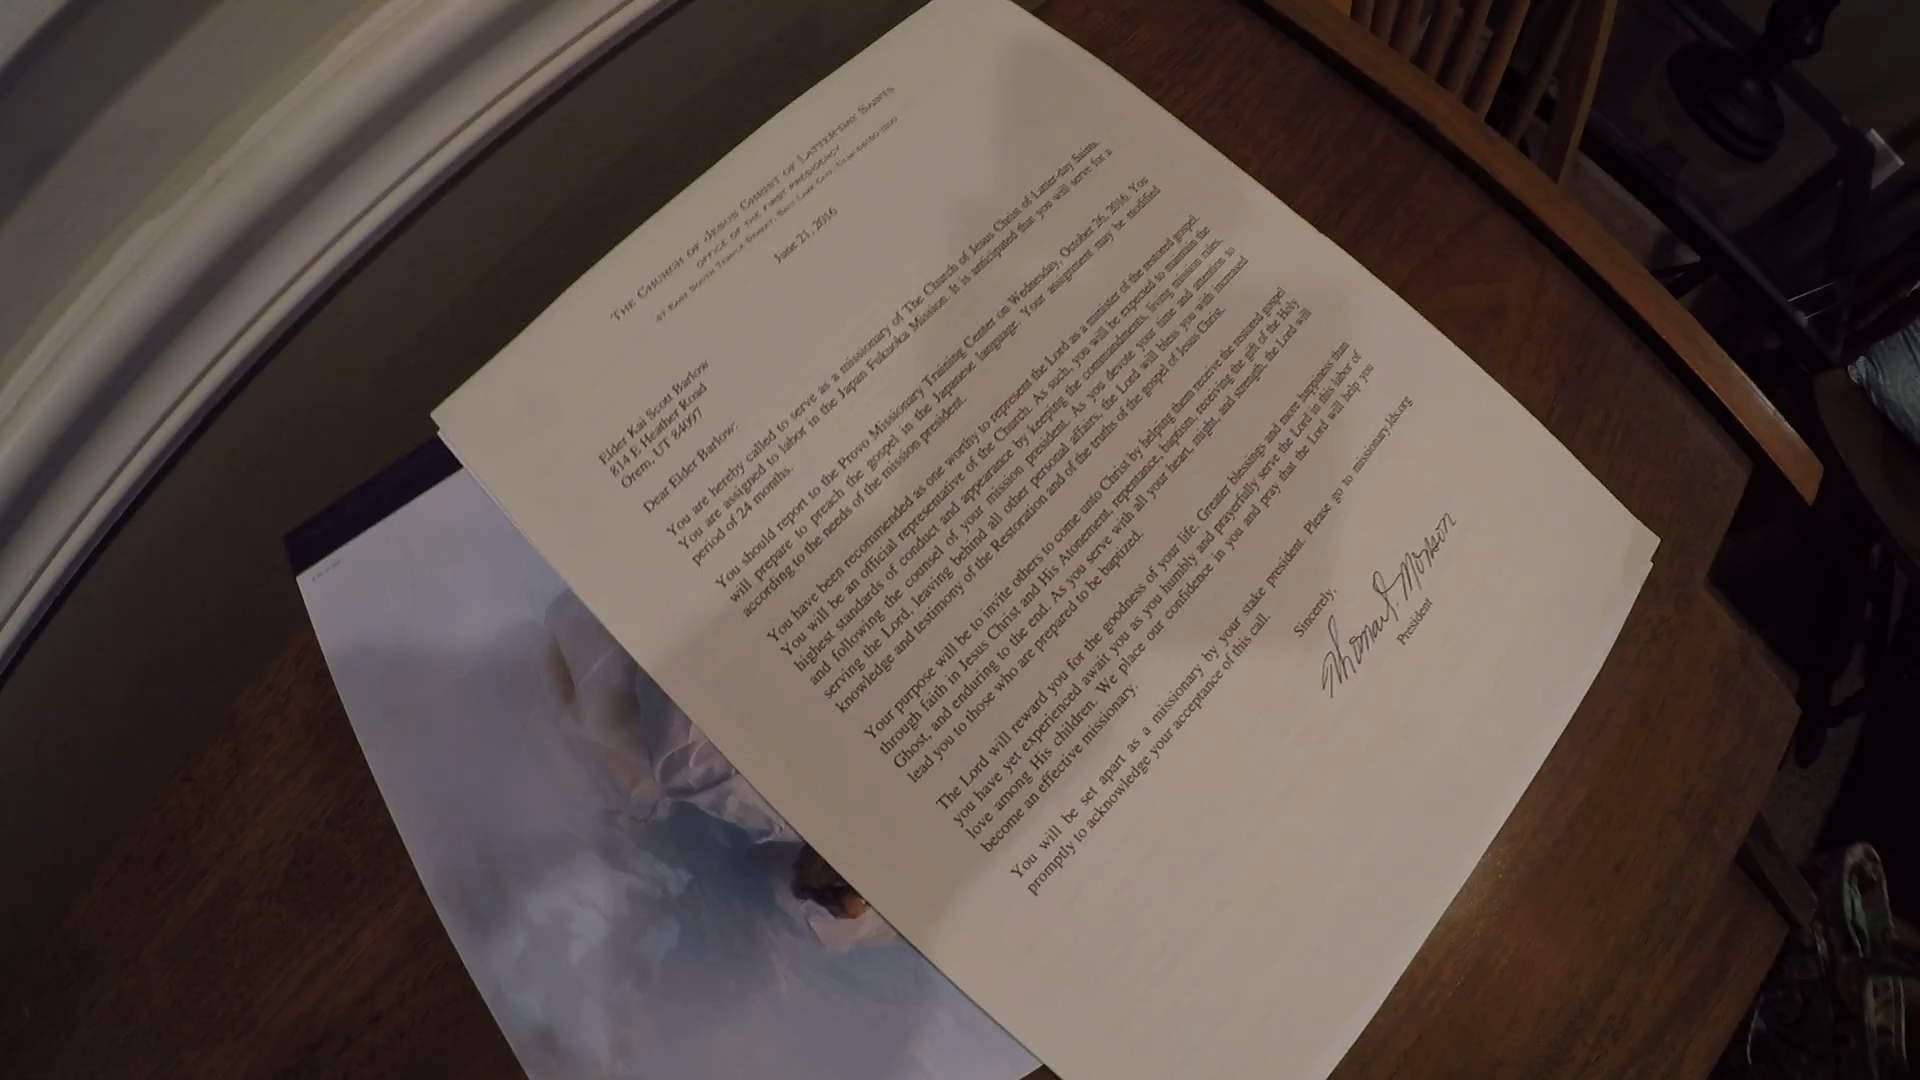 THE CHURCH OF JESUS CHRIST OF LATTER-DAY SAINTS
OFFICE OF THE FIRST PRESIDENCY
47 EAST SOUTH TEMPLE STREET, SALT LAKE CITY, UTAH 84150-1200
June 21, 2016
Elder Kai Scott Barlow
814 E Heather Road
Orem, UT 84097
Dear Elder Barlow:
You are hereby called to serve as a missionary of The Church of Jesus Christ of Latter-day Saints.
You are assigned to labor in the Japan Fukuoka Mission. It is anticipated that you will serve for a
period of 24 months.
You should report to the Provo Missionary Training Center on Wednesday, October 26, 2016. You
will prepare to preach the gospel in the Japanese language. Your assignment may be modified
according to the needs of the mission president.
You have been recommended as one worthy to represent the Lord as a minister of the restored gospel.
You will be an official representative of the Church. As such, you will be expected to maintain the
highest standards of conduct and appearance by keeping the commandments, living mission rules,
and following the counsel of your mission president. As you devote your time and attention to
serving the Lord, leaving behind all other personal affairs, the Lord will bless you with increased
knowledge and testimony of the Restoration and of the truths of the gospel of Jesus Christ.
Your purpose will be to invite others to come unto Christ by helping them receive the restored gospel
through faith in Jesus Christ and His Atonement, repentance, baptism, receiving the gift of the Holy
Ghost, and enduring to the end. As you serve with all your heart, might, and strength, the Lord will
lead you to those who are prepared to be baptized.
The Lord will reward you for the goodness of your life. Greater blessings and more happiness than
you have yet experienced await you as you humbly and prayerfully serve the Lord in this labor of
love among His children. We place our confidence in you and pray that the Lord will help you
become an effective missionary.
You will be set apart as a missionary by your stake president. Please go to missionary.lds.org
promptly to acknowledge your acceptance of this call.
Sincerely,
Thomas S. Monson
President